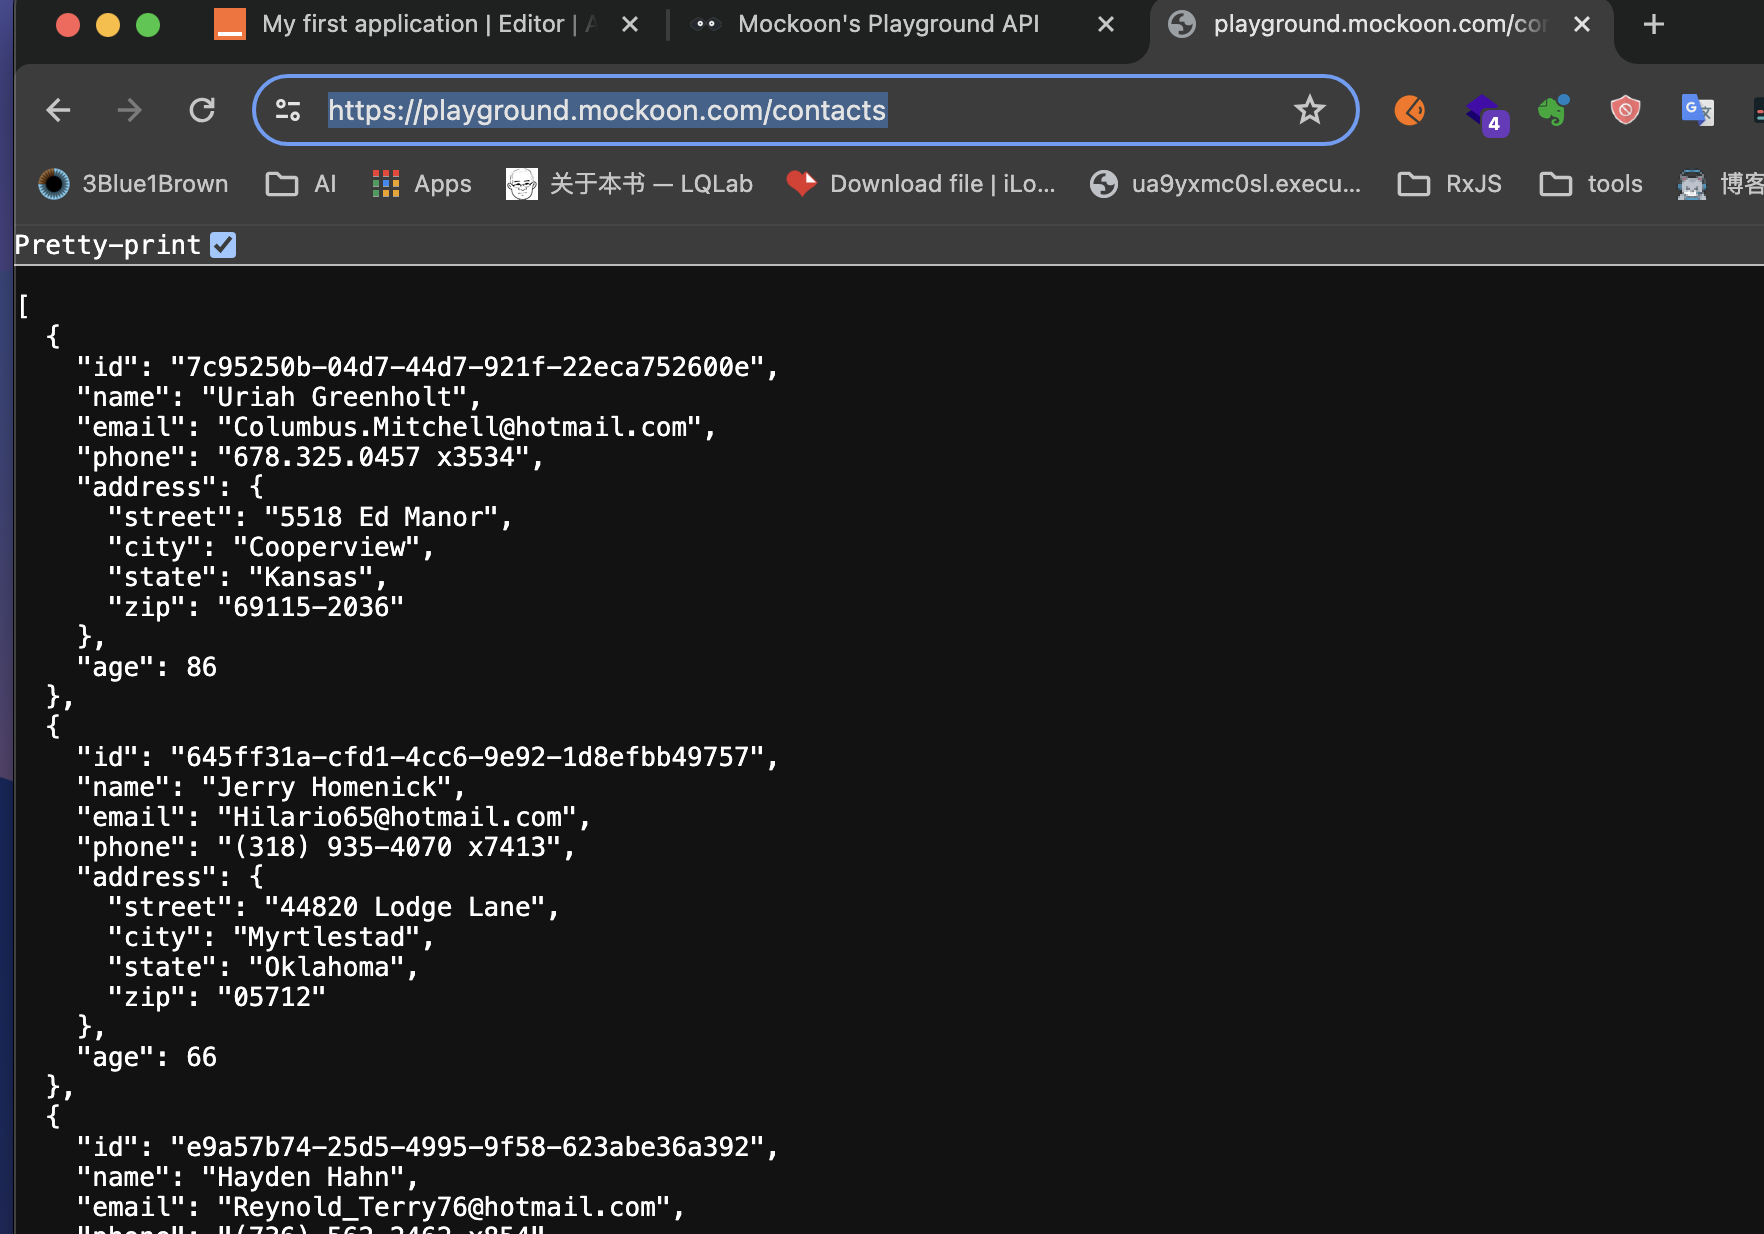 My first application | Editor | A
Mockoon's Playground API
playground.mockoon.com/con
https://playground.mockoon.com/contacts
4
G
3Blue1Brown
AI
Apps
关于本书 — LQLab
Download file | iLo...
ua9yxmc0sl.execu...
RxJS
tools
博客
Pretty-print
[
{
"id": "7c95250b-04d7-44d7-921f-22eca752600e",
"name": "Uriah Greenholt",
"email": "Columbus.Mitchell@hotmail.com",
"phone": "678.325.0457 x3534",
"address": {
"street": "5518 Ed Manor",
"city": "Cooperview",
"state": "Kansas",
"zip": "69115-2036"
},
"age": 86
},
{
"id": "645ff31a-cfd1-4cc6-9e92-1d8efbb49757",
"name": "Jerry Homenick",
"email": "Hilario65@hotmail.com",
"phone": "(318) 935-4070 x7413",
"address": {
"street": "44820 Lodge Lane",
"city": "Myrtlestad",
"state": "Oklahoma",
"zip": "05712"
},
"age": 66
},
{
"id": "e9a57b74-25d5-4995-9f58-623abe36a392",
"name": "Hayden Hahn",
"email": "Reynold_Terry76@hotmail.com",
"phone":